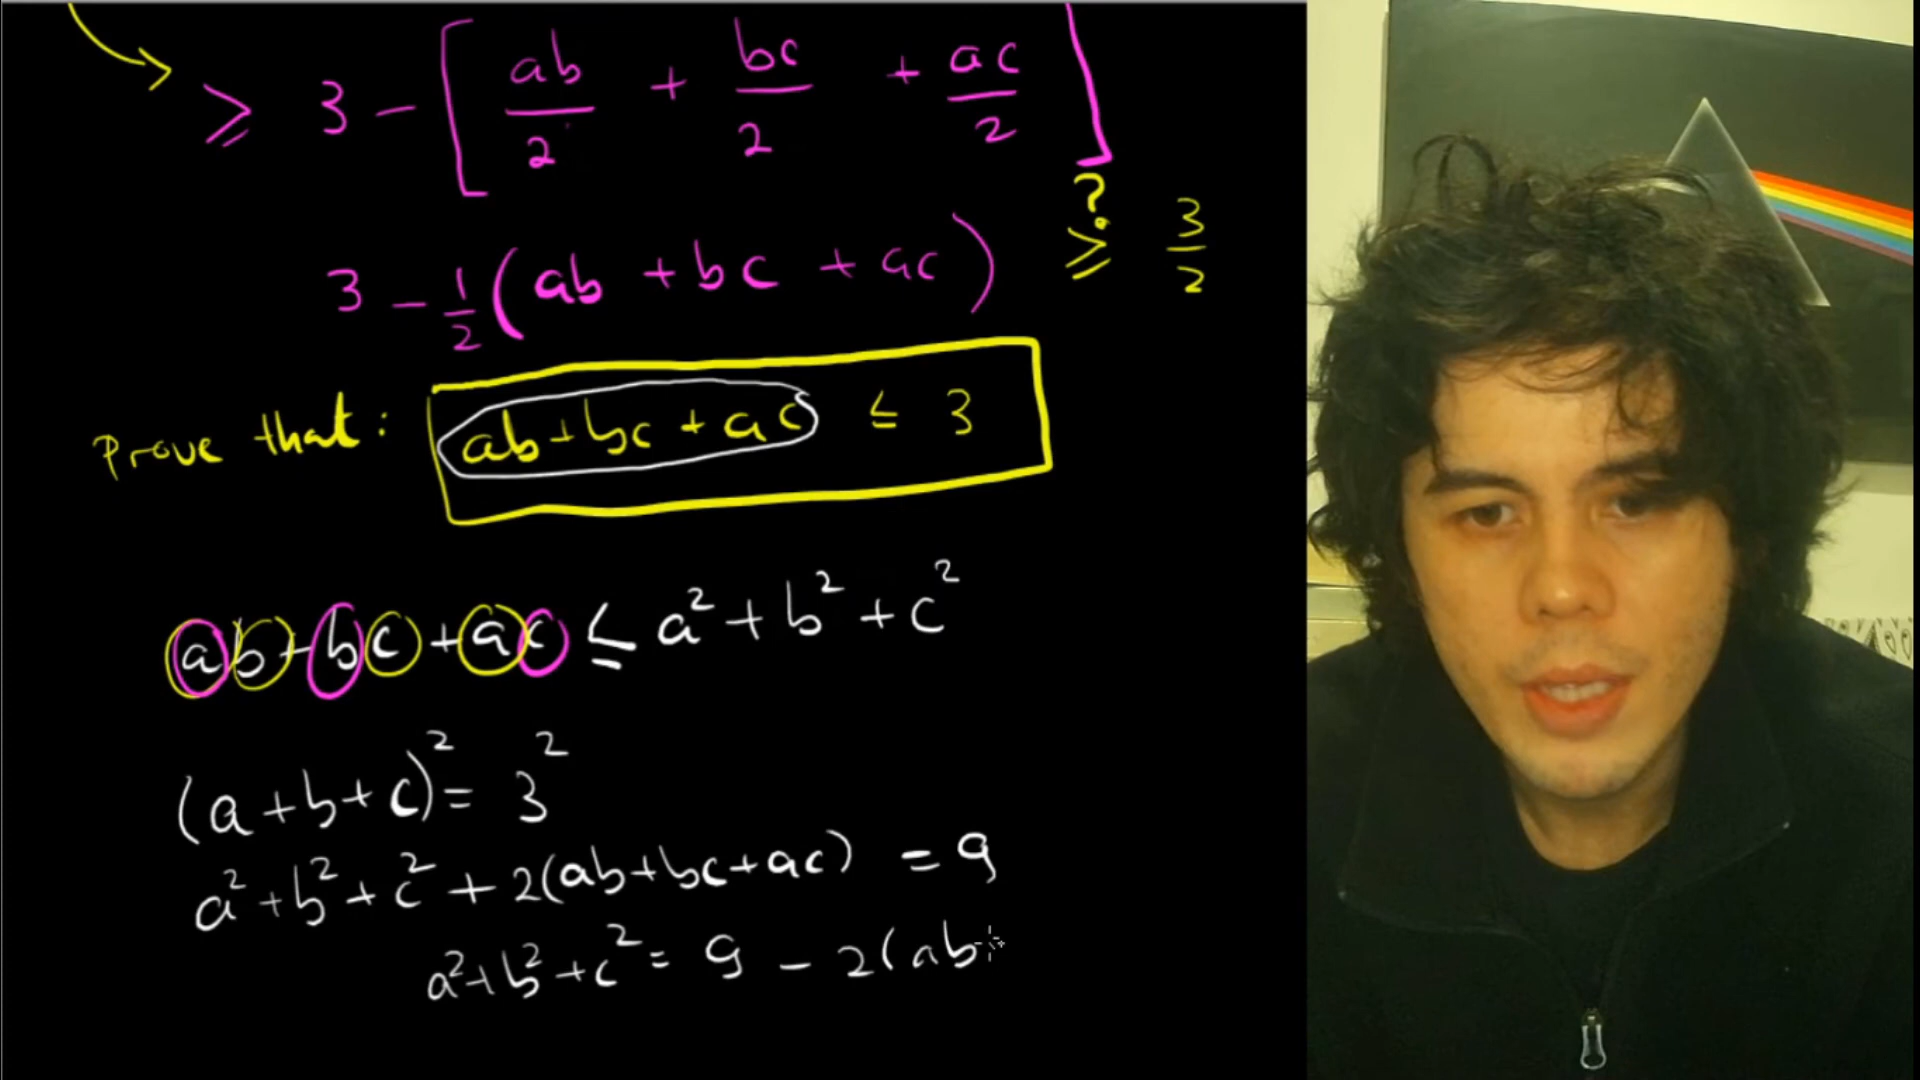 ≥ 3 - [ab/2 + bc/2 + ac/2]
3 - 1/2 (ab + bc + ac) ≥? 3/2
Prove that: ab+bc+ac ≤ 3
ab+bc+ac ≤ a² + b² + c²
(a+b+c)² = 3²
a²+b²+c² + 2(ab+bc+ac) = 9
a²+b²+c² = 9 - 2(ab+